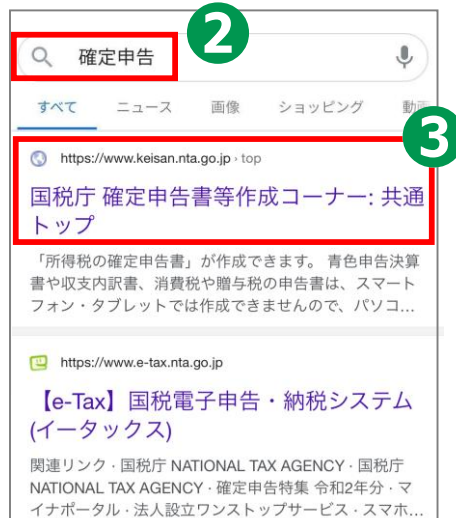 2
確定申告
すべて ニュース 画像 ショッピング
3
https://www.keisan.nta.go.jp › top
国税庁 確定申告書等作成コーナー: 共通
トップ
「所得税の確定申告書」が作成できます。 青色申告決算
書や収支内訳書、消費税や贈与税の申告書は、スマート
フォン・タブレットでは作成できませんので、パソコ...
https://www.e-tax.nta.go.jp
【e-Tax】国税電子申告・納税システム
(イータックス)
関連リンク · 国税庁 NATIONAL TAX AGENCY · 国税庁
NATIONAL TAX AGENCY · 確定申告特集 令和2年分 · マ
イナポータル · 法人設立ワンストップサービス · スマホ...